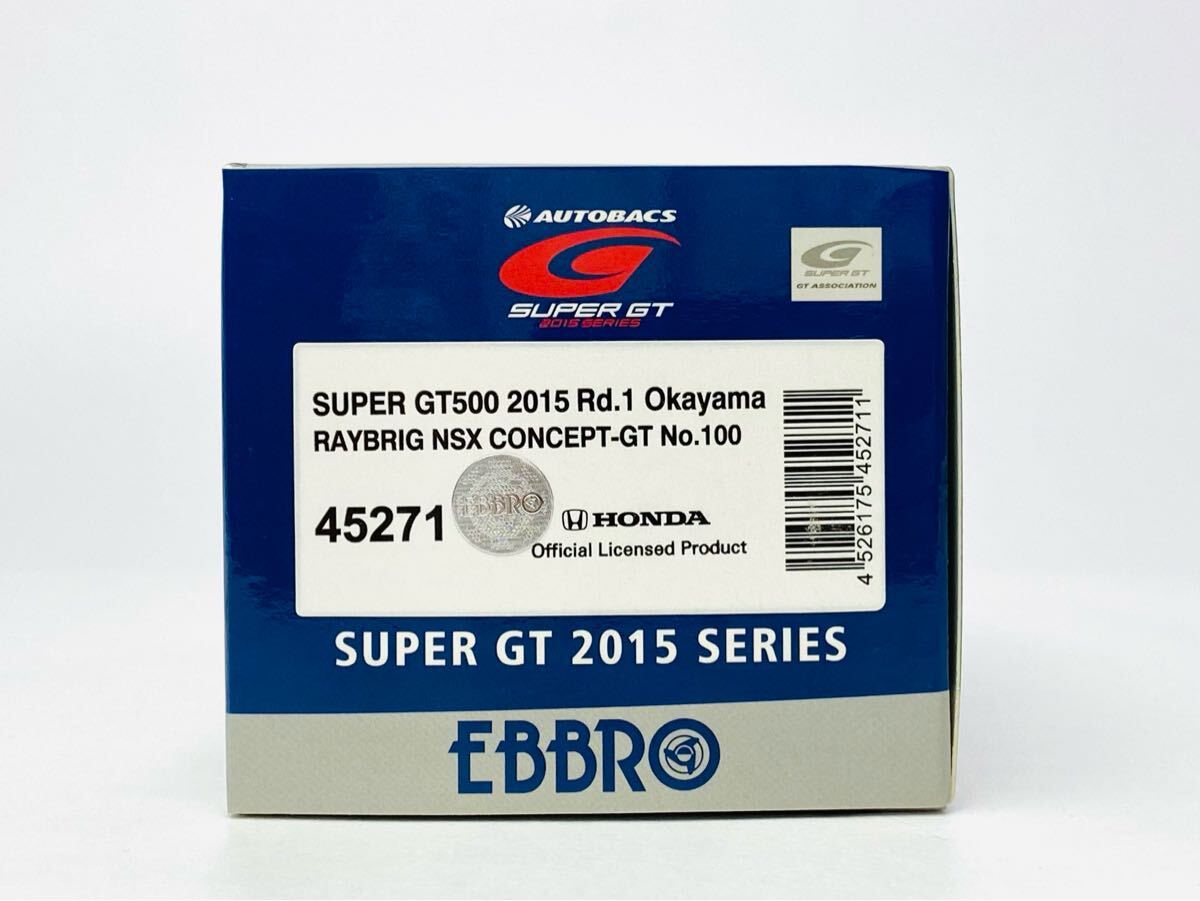 AUTOBACS
SUPER GT
2015 SERIES
SUPER GT
GT ASSOCIATION
SUPER GT500 2015 Rd.1 Okayama
RAYBRIG NSX CONCEPT-GT No.100
45271
EBBRO
HONDA
Official Licensed Product
4 526175 452711
SUPER GT 2015 SERIES
EBBRO